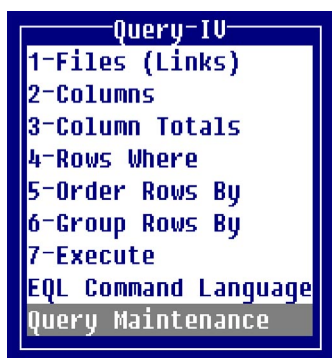 Query-IV
1-Files (Links)
2-Columns
3-Column Totals
4-Rows Where
5-Order Rows By
6-Group Rows By
7-Execute
EQL Command Language
Query Maintenance